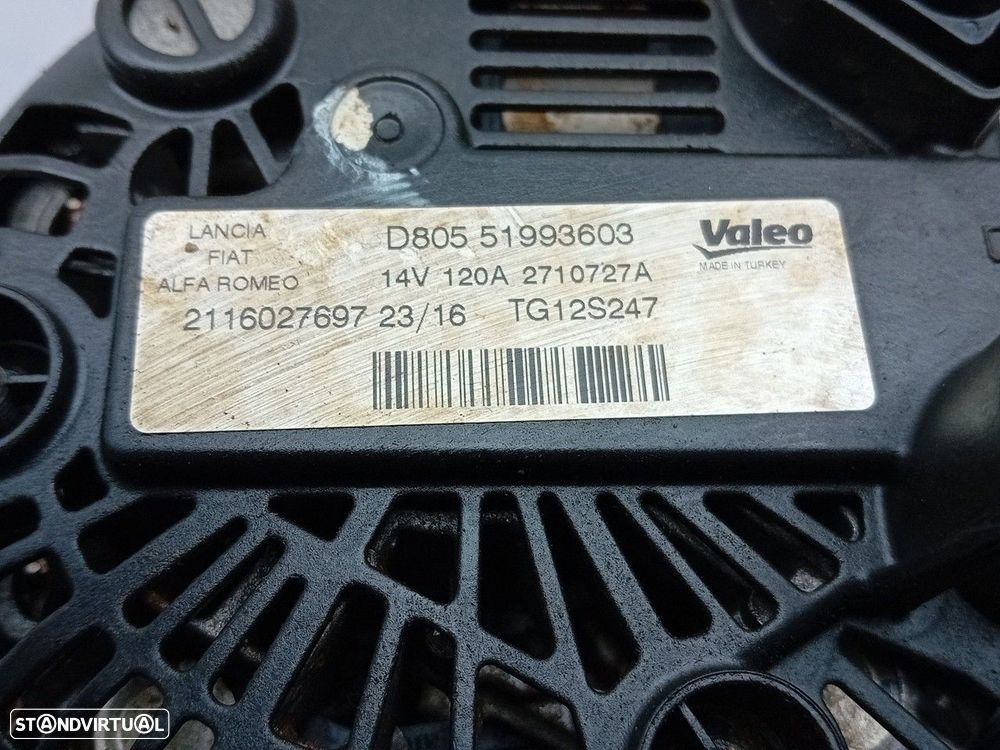 LANCIA
FIAT
ALFA ROMEO
D805 51993603
14V 120A 2710727A
2116027697 23/16 TG12S247
Valeo
MADE IN TURKEY
STANDVIRTUAL